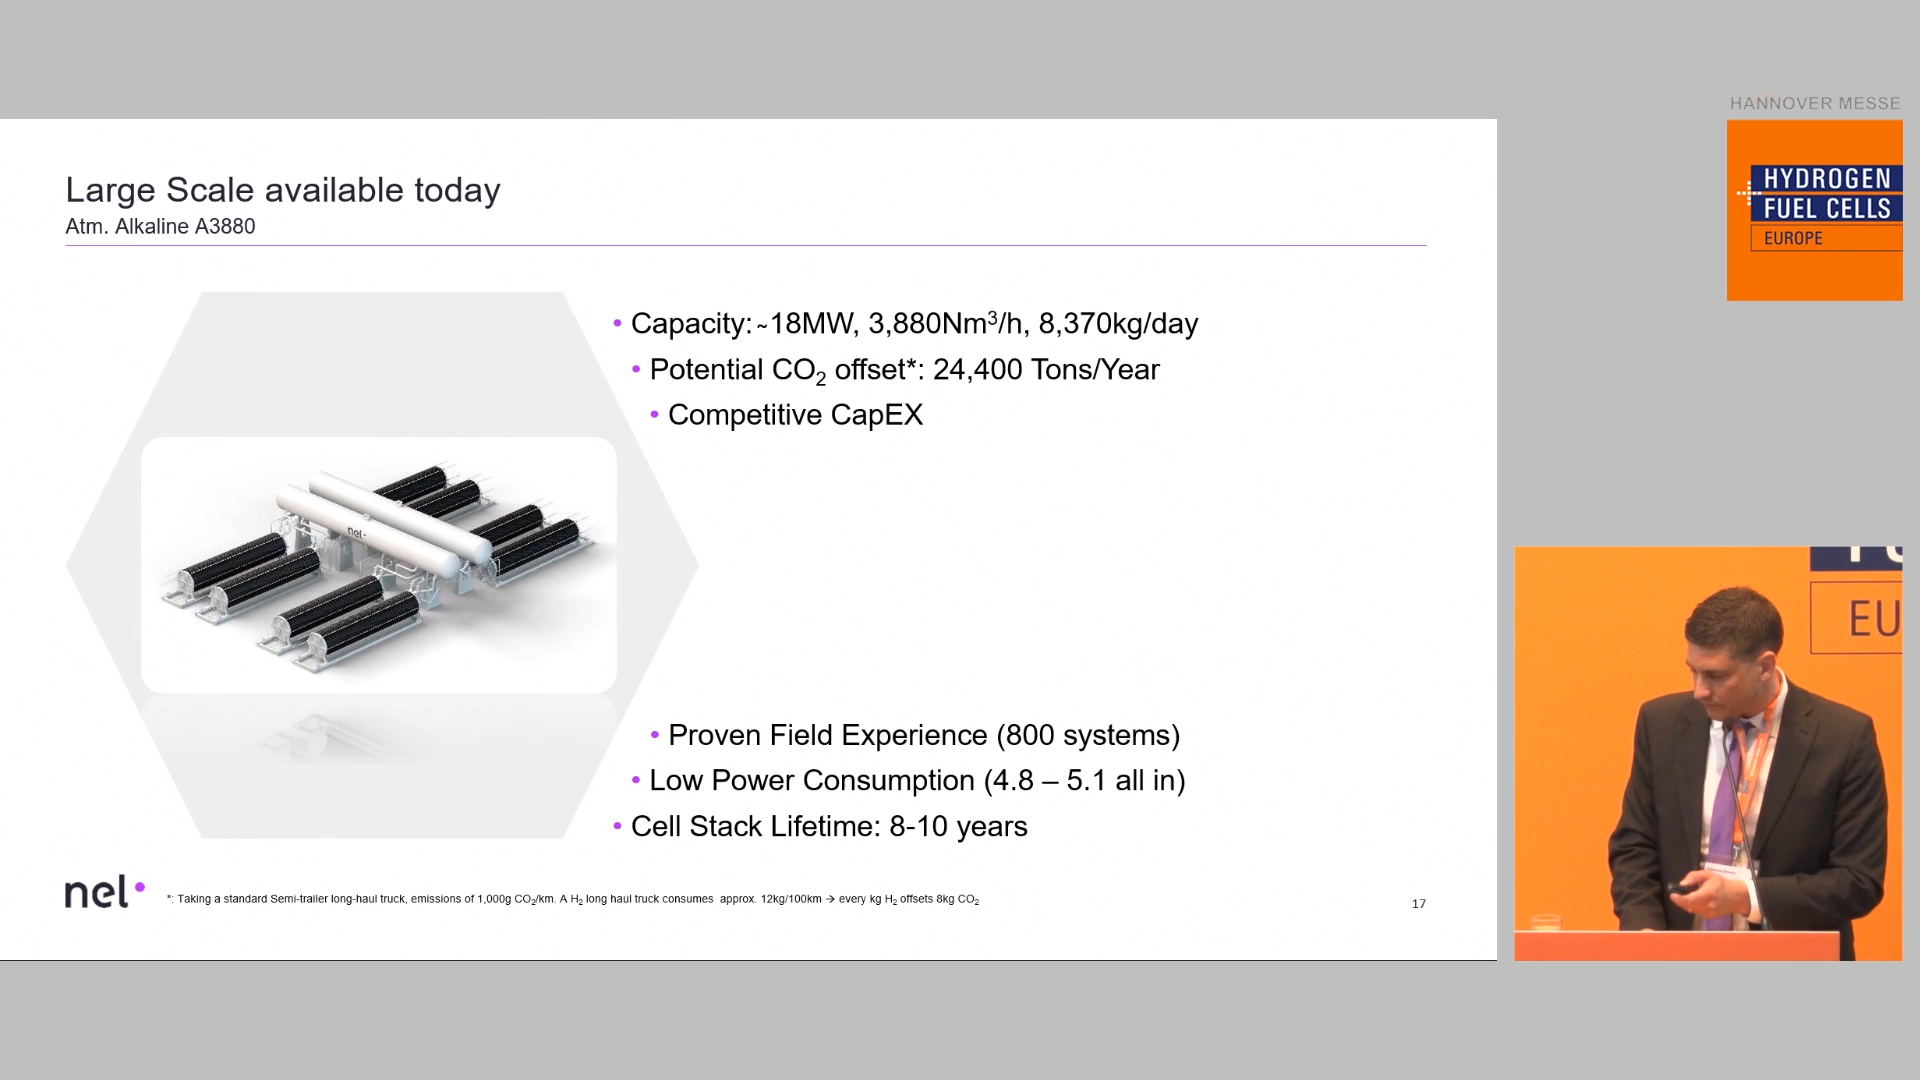 HANNOVER MESSE
HYDROGEN
FUEL CELLS
EUROPE
Large Scale available today
Atm. Alkaline A3880
• Capacity: ~18MW, 3,880Nm³/h, 8,370kg/day
• Potential CO₂ offset*: 24,400 Tons/Year
• Competitive CapEX
nel
• Proven Field Experience (800 systems)
• Low Power Consumption (4.8 – 5.1 all in)
• Cell Stack Lifetime: 8-10 years
nel
*: Taking a standard Semi-trailer long-haul truck, emissions of 1,000g CO₂/km. A H₂ long haul truck consumes approx. 12kg/100km → every kg H₂ offsets 8kg CO₂
17
EU